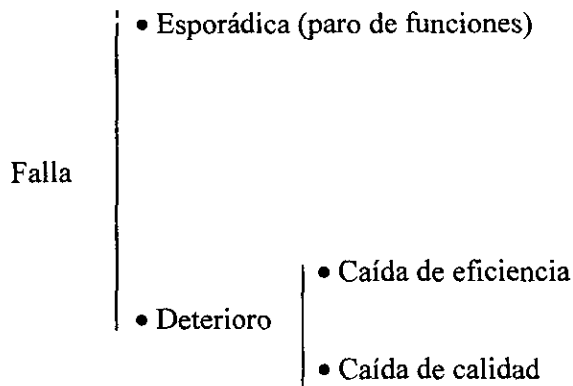 • Esporádica (paro de funciones)
Falla
• Caída de eficiencia
• Deterioro
• Caída de calidad